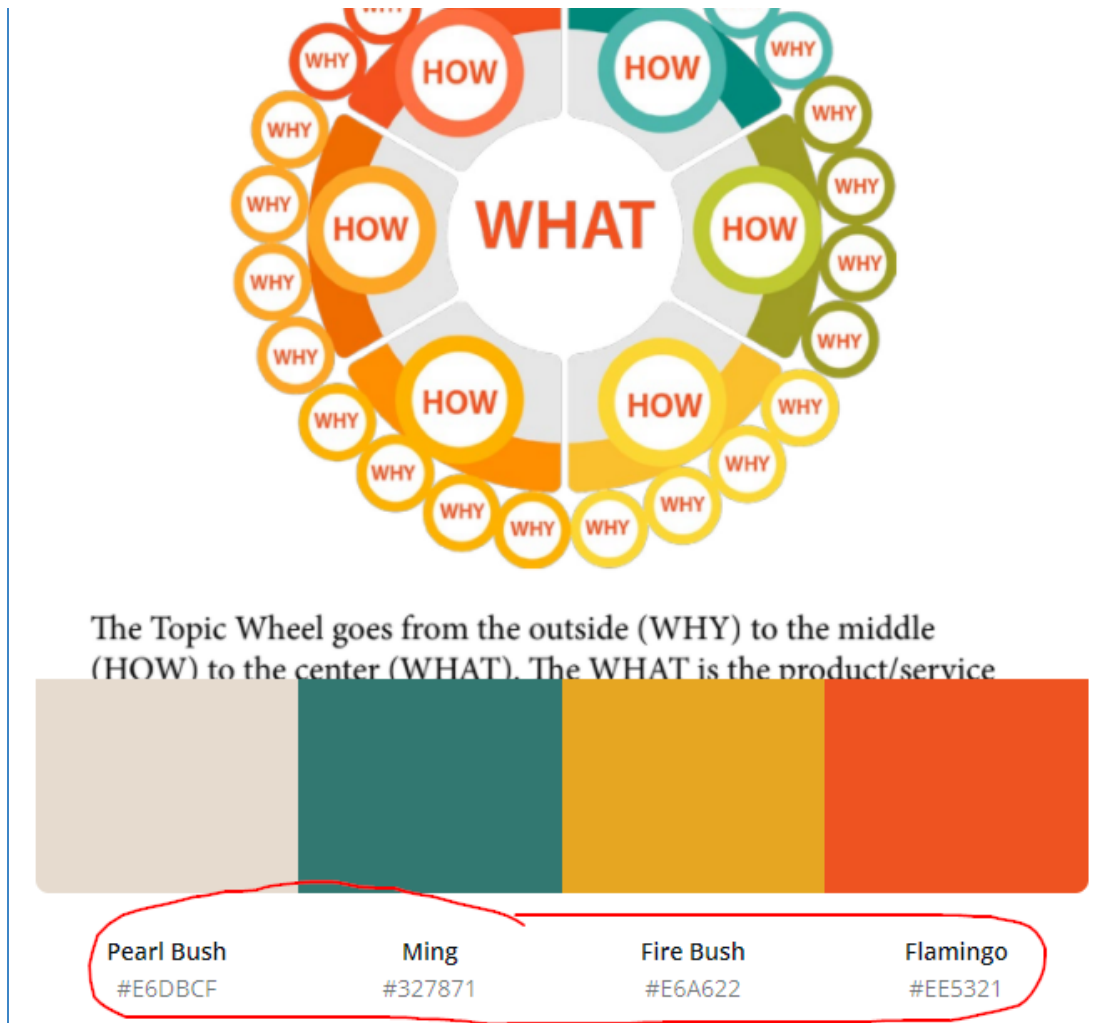 WHY
WHY
HOW
HOW
WHY
WHY
WHY
WHY
WHY
WHAT
HOW
HOW
WHY
WHY
WHY
WHY
HOW
HOW
WHY
WHY
WHY
WHY
WHY
WHY
WHY
WHY
The Topic Wheel goes from the outside (WHY) to the middle
(HOW) to the center (WHAT). The WHAT is the product/service
Pearl Bush
Ming
Fire Bush
Flamingo
#E6DBCF
#327871
#E6A622
#EE5321